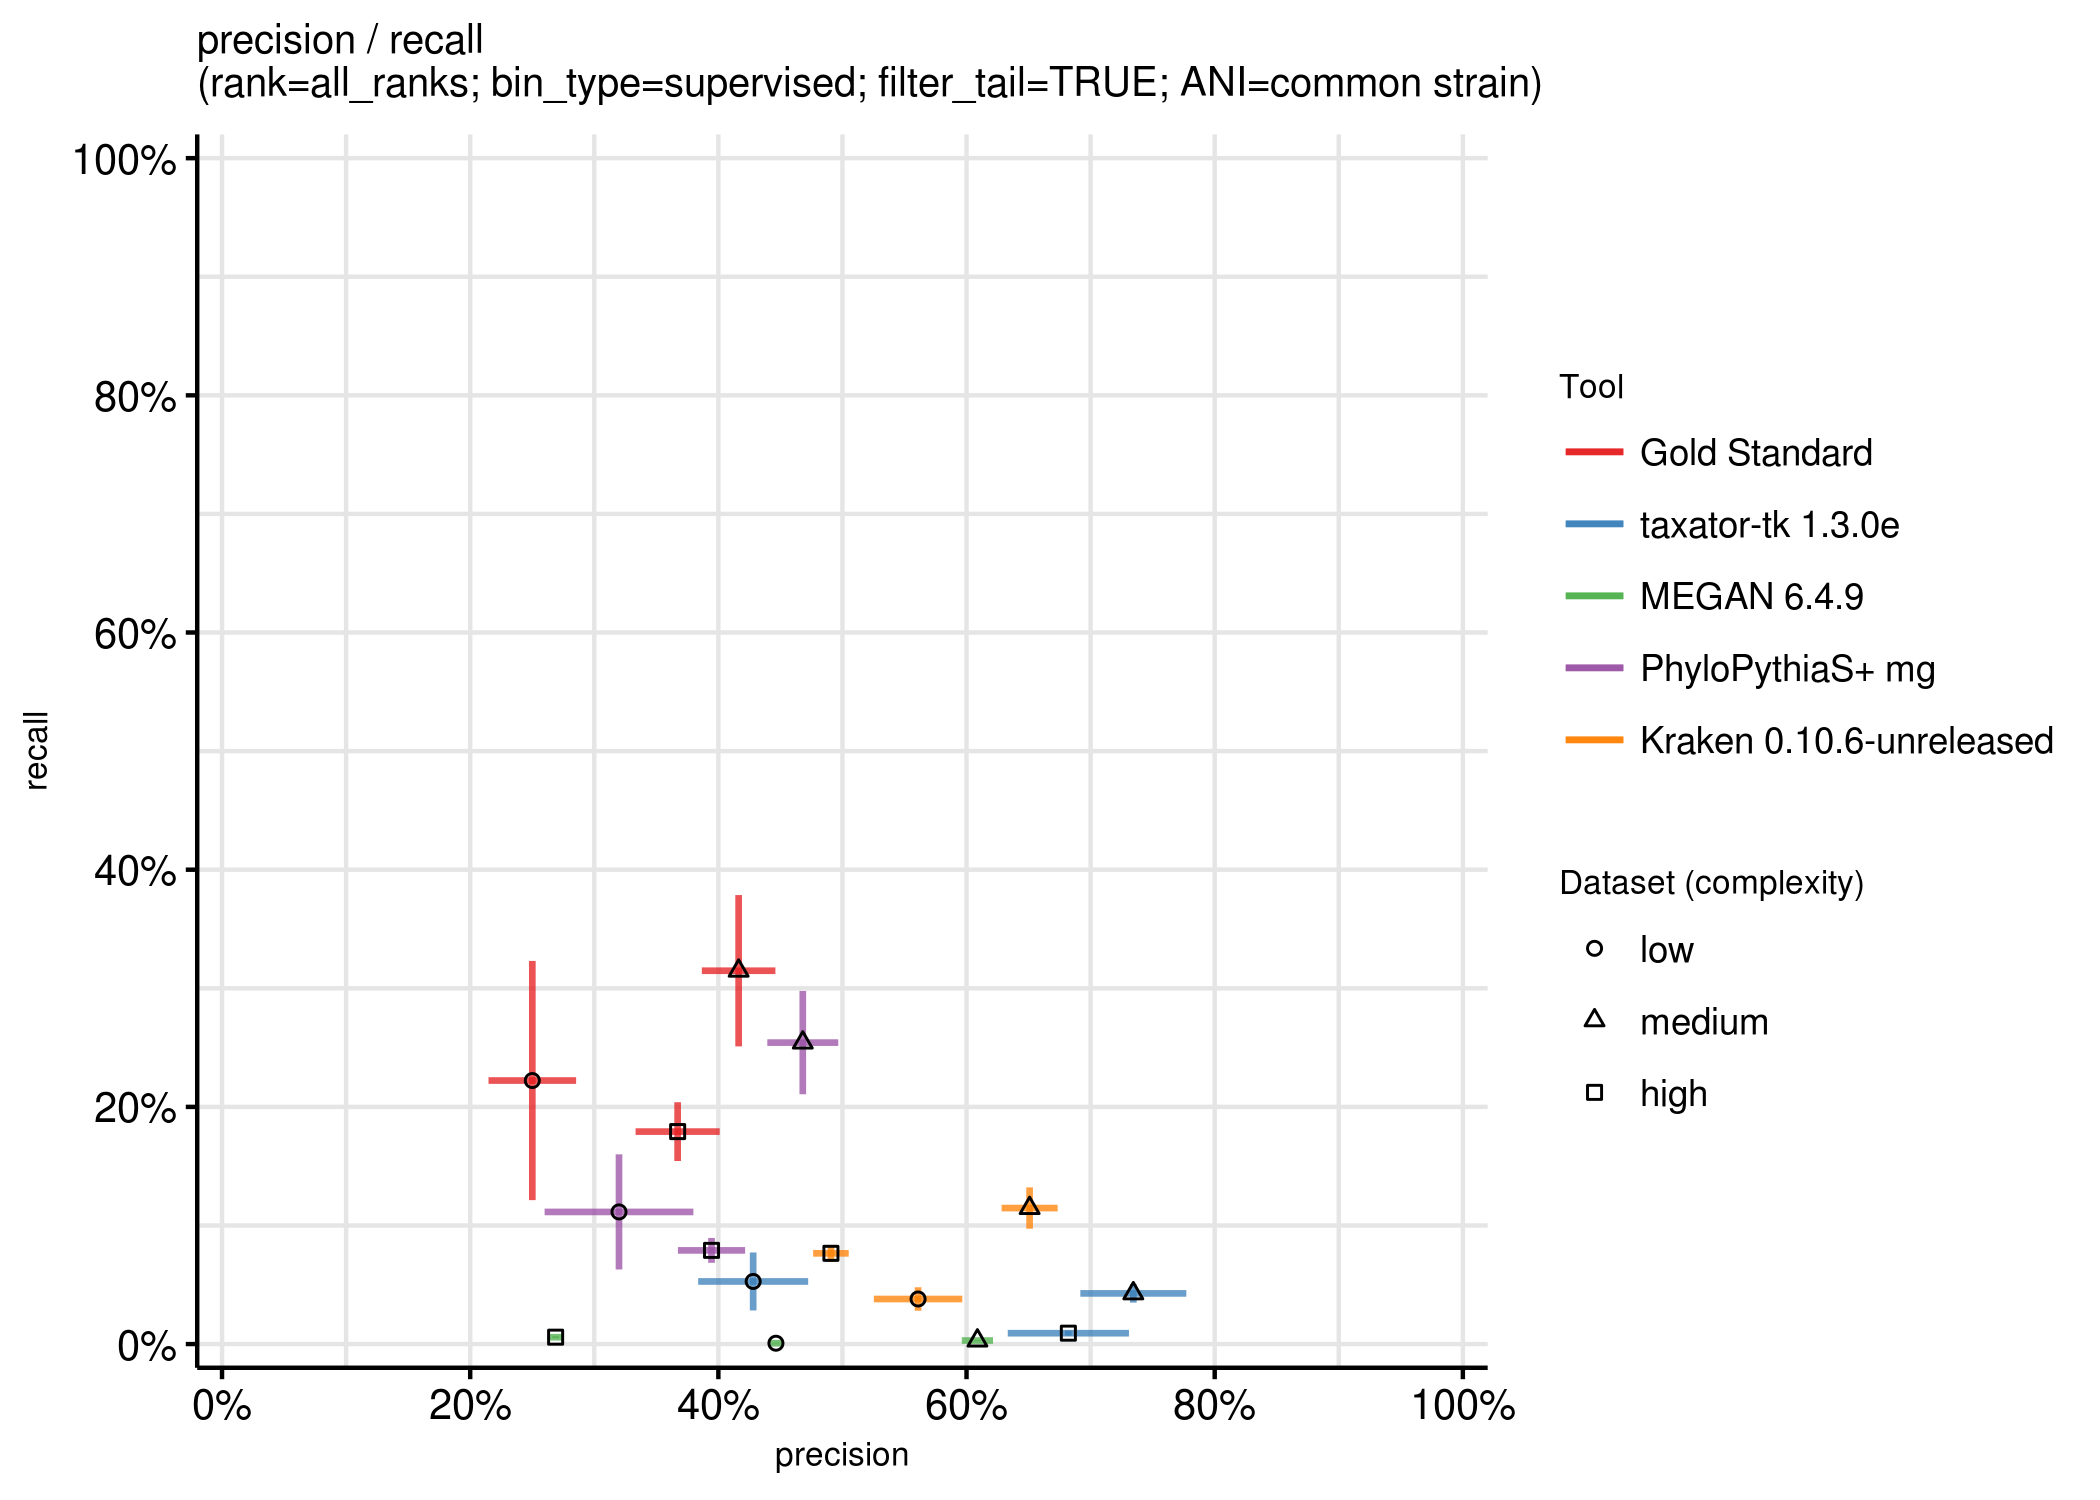 precision / recall
(rank=all_ranks; bin_type=supervised; filter_tail=TRUE; ANI=common strain)
100%
80%
60%
40%
20%
0%
recall
0% 20% 40% 60% 80% 100%
precision
Tool
Gold Standard
taxator-tk 1.3.0e
MEGAN 6.4.9
PhyloPythiaS+ mg
Kraken 0.10.6-unreleased
Dataset (complexity)
low
medium
high